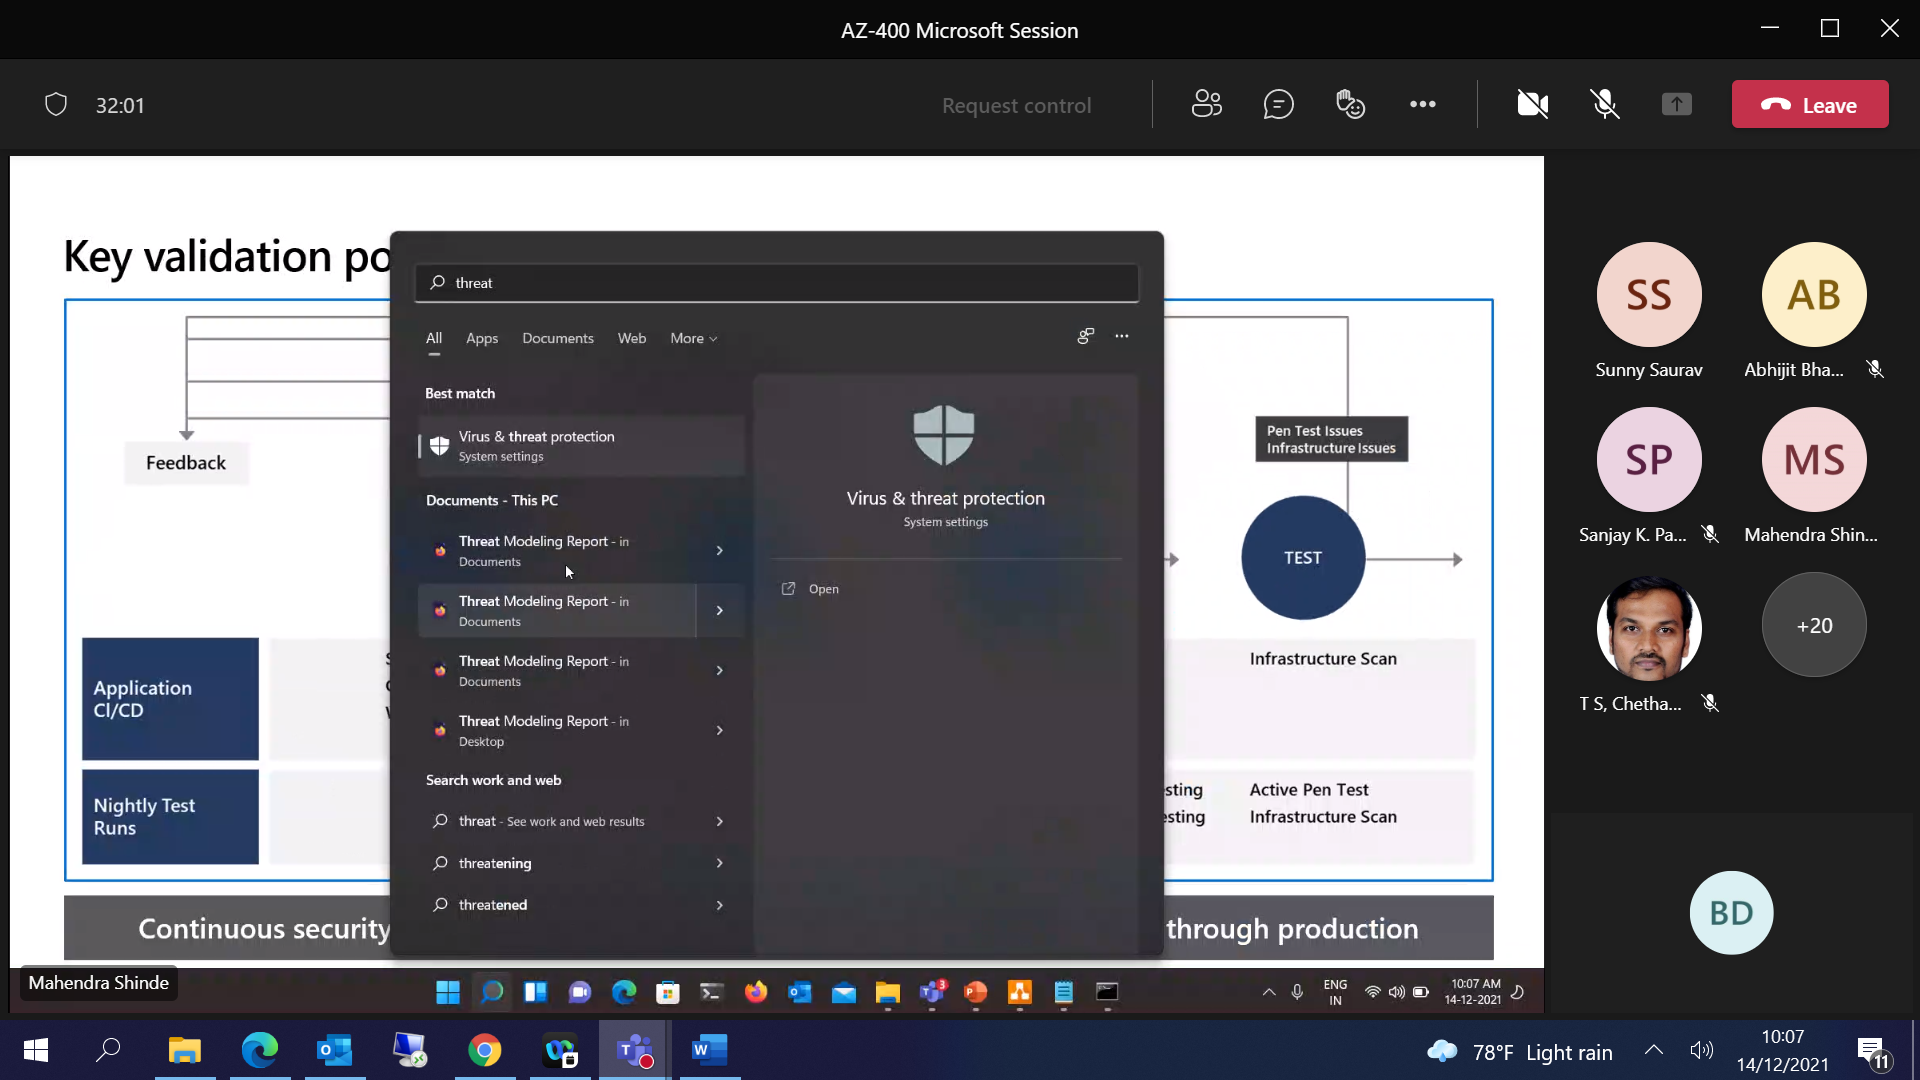 AZ-400 Microsoft Session
32:01
Request control
Leave
Key validation po
threat
All Apps Documents Web More
Best match
Virus & threat protection
System settings
Documents - This PC
Threat Modeling Report - in
Documents
Threat Modeling Report - in
Documents
Threat Modeling Report - in
Documents
Threat Modeling Report - in
Desktop
Search work and web
threat - See work and web results
threatening
threatened
Virus & threat protection
System settings
Open
Feedback
Pen Test Issues
Infrastructure Issues
TEST
Application
CI/CD
Infrastructure Scan
Nightly Test
Runs
sting
esting
Active Pen Test
Infrastructure Scan
Continuous security
through production
Mahendra Shinde
3
ENG
IN
10:07 AM
14-12-2021
SS
Sunny Saurav
AB
Abhijit Bha...
SP
Sanjay K. Pa...
MS
Mahendra Shin...
T S, Chetha...
+20
BD
78°F Light rain
10:07
14/12/2021
11